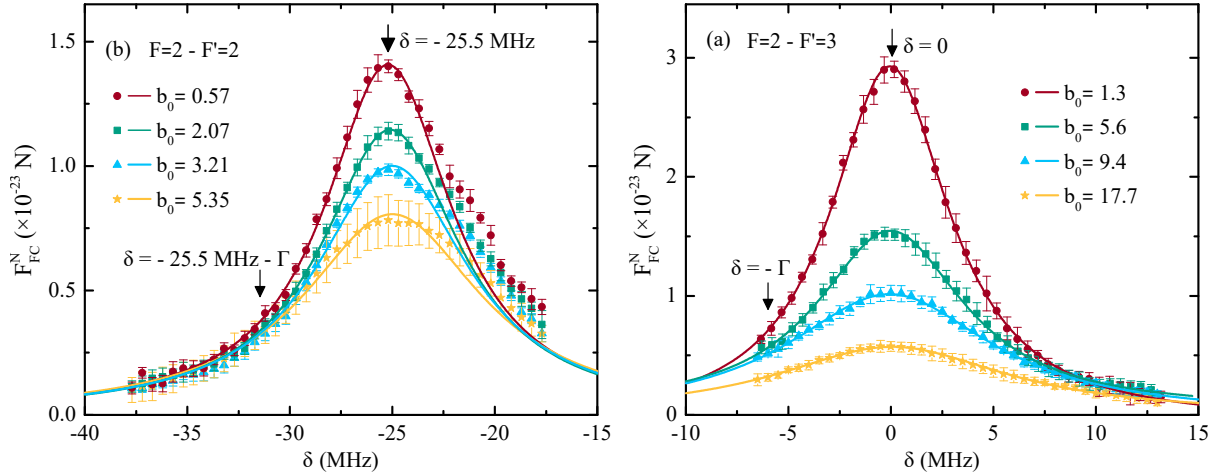 (b) F=2 - F'=2
δ = - 25.5 MHz
b₀= 0.57
b₀= 2.07
b₀= 3.21
b₀= 5.35
δ = - 25.5 MHz - Γ
1.5
1.0
0.5
0.0
F^N_FC (×10⁻²³ N)
-40 -35 -30 -25 -20 -15
δ (MHz)
(a) F=2 - F'=3
δ = 0
b₀= 1.3
b₀= 5.6
b₀= 9.4
b₀= 17.7
δ = - Γ
3
2
1
0
F^N_FC (×10⁻²³ N)
-10 -5 0 5 10 15
δ (MHz)